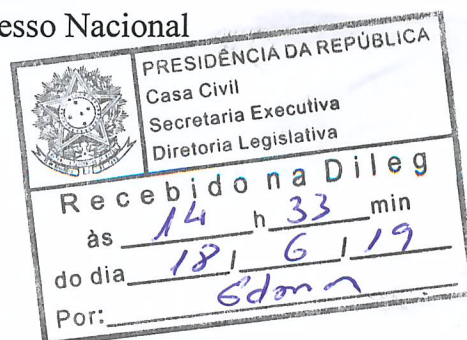 esso Nacional
PRESIDÊNCIA DA REPÚBLICA
Casa Civil
Secretaria Executiva
Diretoria Legislativa
Recebido na Dileg
às 14 h 33 min
do dia 18 / 6 / 19
Por: